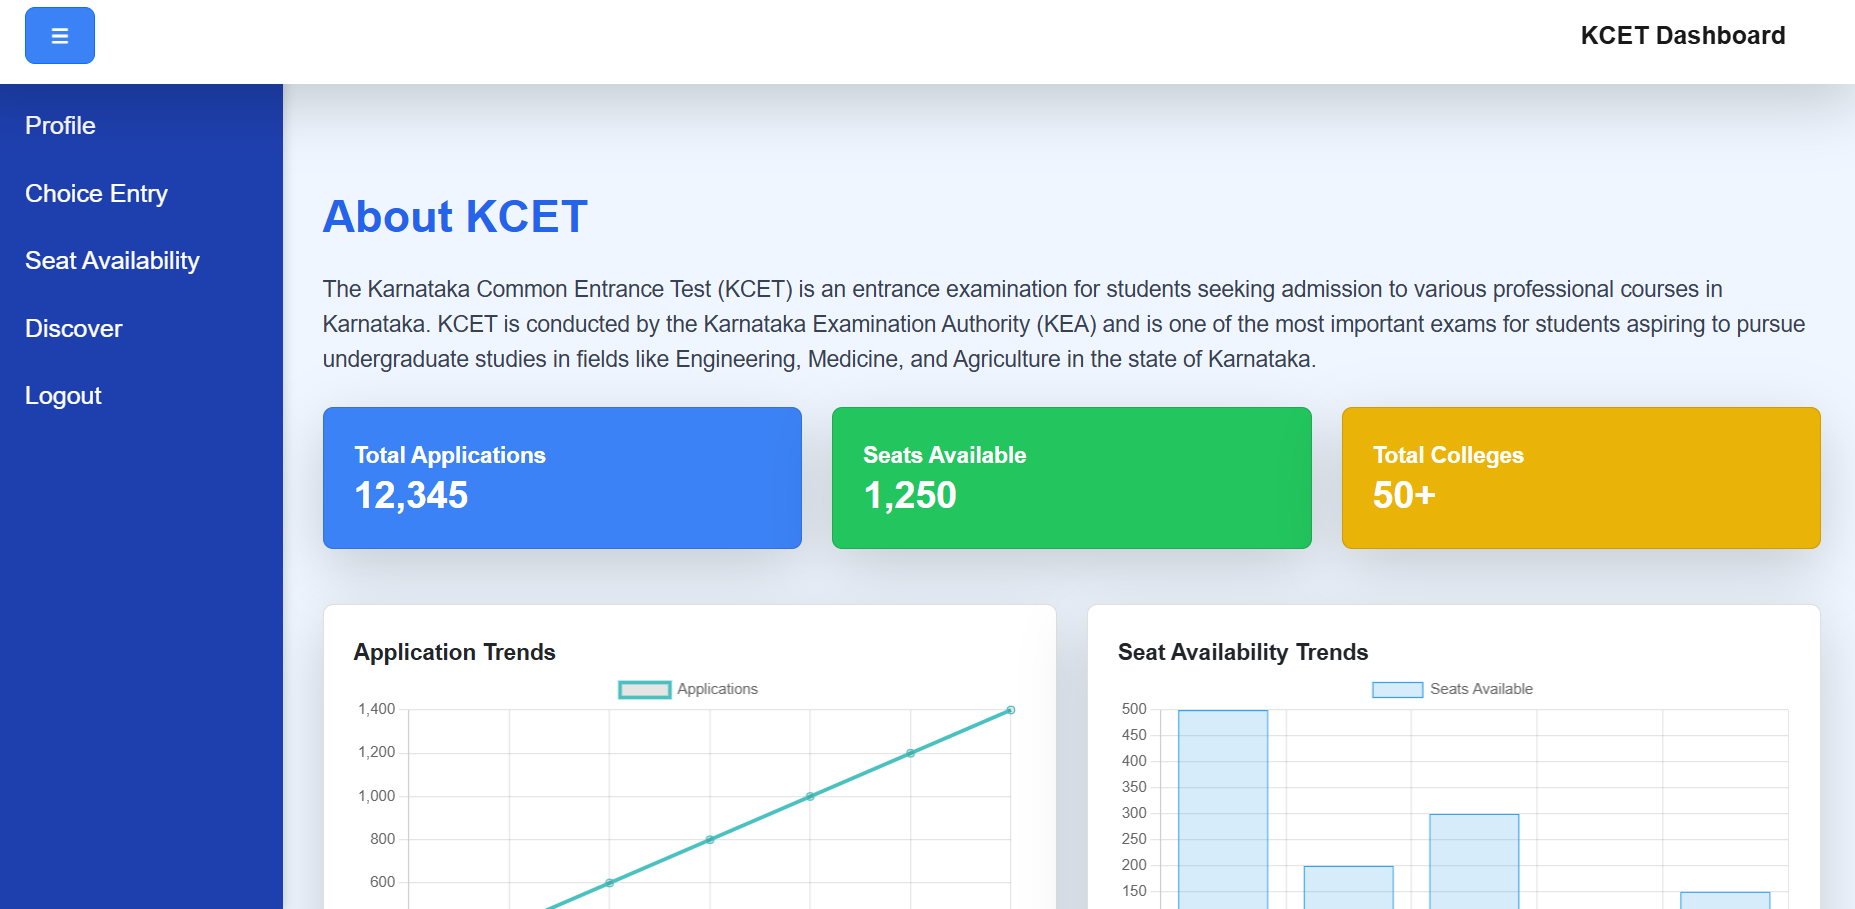 ☰
KCET Dashboard
Profile
Choice Entry
Seat Availability
Discover
Logout
About KCET
The Karnataka Common Entrance Test (KCET) is an entrance examination for students seeking admission to various professional courses in
Karnataka. KCET is conducted by the Karnataka Examination Authority (KEA) and is one of the most important exams for students aspiring to pursue
undergraduate studies in fields like Engineering, Medicine, and Agriculture in the state of Karnataka.
Total Applications
12,345
Seats Available
1,250
Total Colleges
50+
Application Trends
Applications
1,400
1,200
1,000
800
600
Seat Availability Trends
Seats Available
500
450
400
350
300
250
200
150